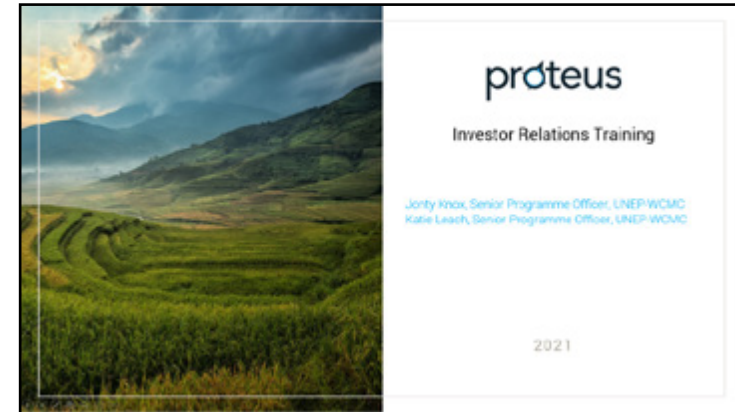 proteus
Investor Relations Training
Jonty Knox, Senior Programme Officer, UNEP-WCMC
Katie Leach, Senior Programme Officer, UNEP-WCMC
2021